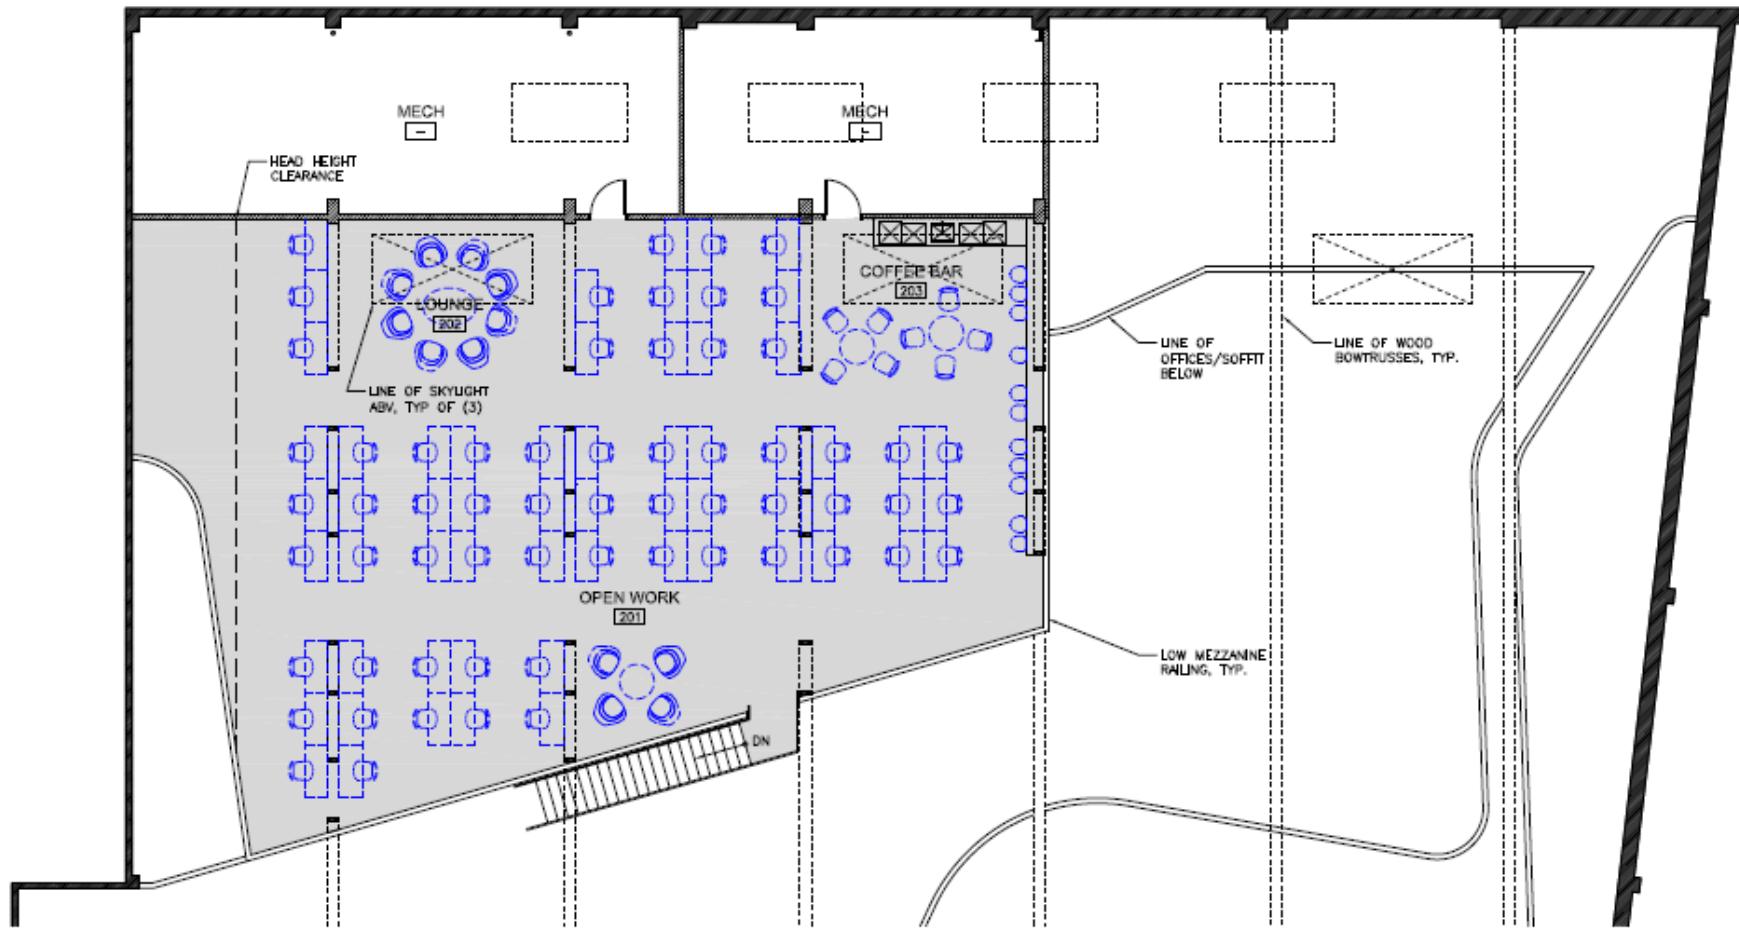 MECH
-
MECH
HEAD HEIGHT
CLEARANCE
COFFEE BAR
203
LOUNGE
202
LINE OF
OFFICES/SOFFIT
BELOW
LINE OF WOOD
BOWTRUSSES, TYP.
LINE OF SKYLIGHT
ABV, TYP OF (3)
OPEN WORK
201
LOW MEZZANINE
RAILING, TYP.
DN